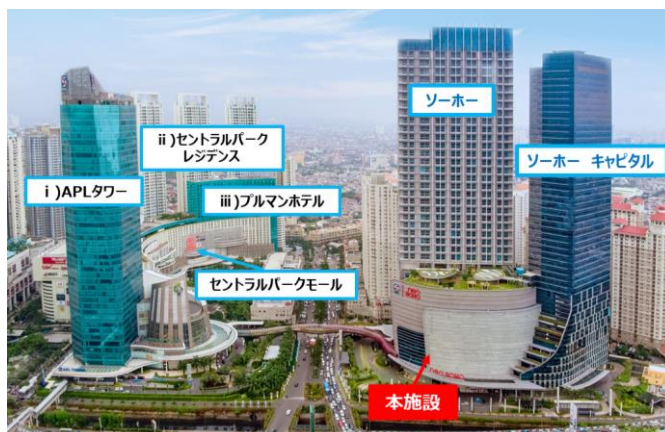 ソーホー
ii)セントラルパーク
レジデンス
ソーホー キャピタル
i)APLタワー
iii)プルマンホテル
セントラルパークモール
本施設